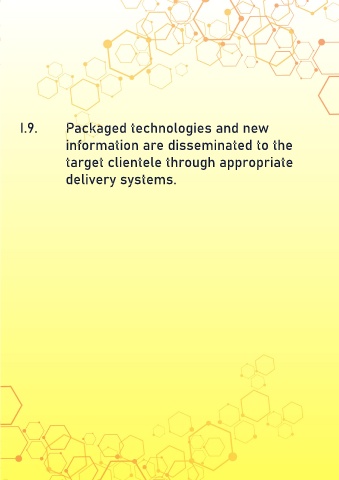 I.9. Packaged technologies and new
information are disseminated to the
target clientele through appropriate
delivery systems.